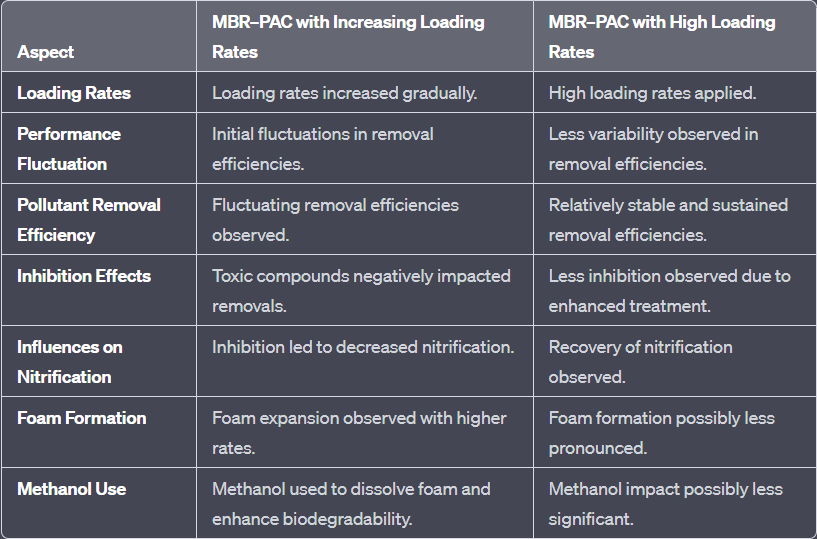 Aspect
MBR–PAC with Increasing Loading
Rates
MBR–PAC with High Loading
Rates
Loading Rates
Loading rates increased gradually.
High loading rates applied.
Performance
Fluctuation
Initial fluctuations in removal
efficiencies.
Less variability observed in
removal efficiencies.
Pollutant Removal
Efficiency
Fluctuating removal efficiencies
observed.
Relatively stable and sustained
removal efficiencies.
Inhibition Effects
Toxic compounds negatively impacted
removals.
Less inhibition observed due to
enhanced treatment.
Influences on
Nitrification
Inhibition led to decreased nitrification.
Recovery of nitrification
observed.
Foam Formation
Foam expansion observed with higher
rates.
Foam formation possibly less
pronounced.
Methanol Use
Methanol used to dissolve foam and
enhance biodegradability.
Methanol impact possibly less
significant.